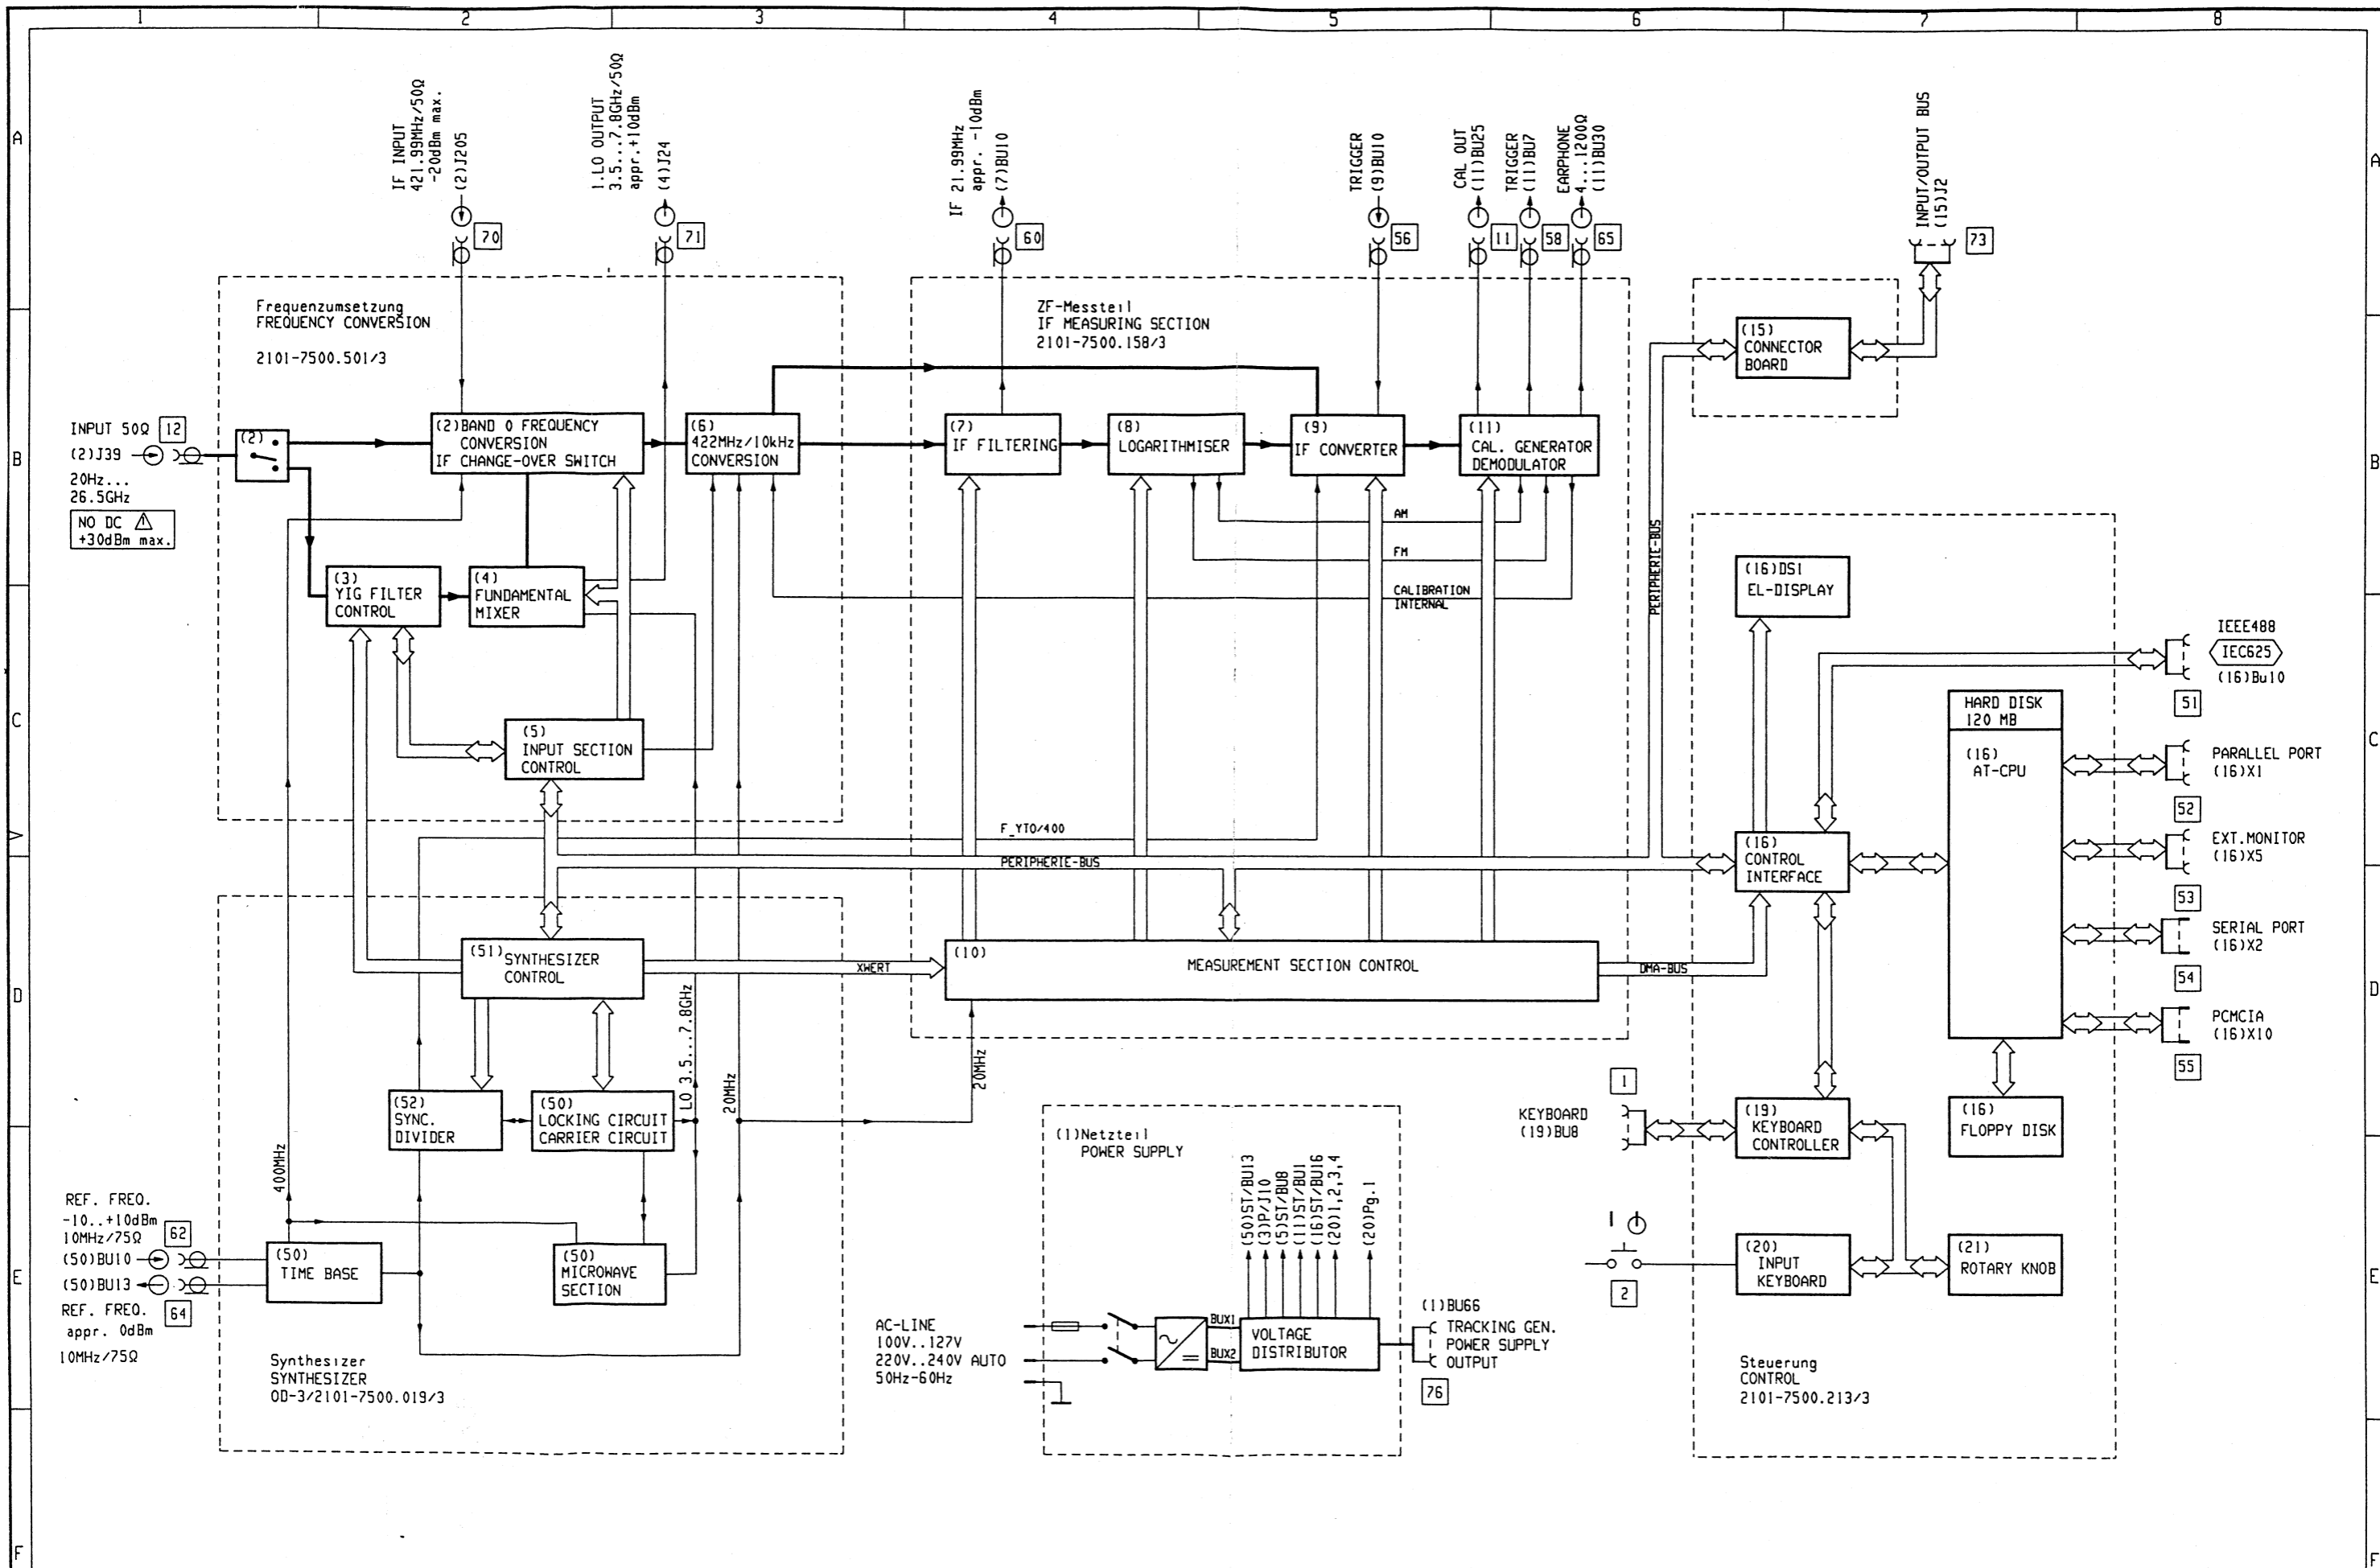 1 2 3 4 5 6 7 8
A
B
C
D
E
F
A
B
C
D
E
F
IF INPUT
421.99MHz/50Ω
-20dBm max.
(2)J205
70
1.LO OUTPUT
3.5...7.8GHz/50Ω
appr.+10dBm
(4)J24
71
IF 21.99MHz
appr. -10dBm
(7)BU10
60
TRIGGER
(9)BU10
56
CAL OUT
(11)BU25
11
TRIGGER
(11)BU7
58
EARPHONE
4...1200Ω
(11)BU30
65
INPUT/OUTPUT BUS
(15)J2
73
Frequenzumsetzung
FREQUENCY CONVERSION
2101-7500.501/3
ZF-Messteil
IF MEASURING SECTION
2101-7500.158/3
(15)
CONNECTOR
BOARD
INPUT 50Ω 12
(2)J39
20Hz...
26.5GHz
NO DC
+30dBm max.
(2)
(2)BAND 0 FREQUENCY
CONVERSION
IF CHANGE-OVER SWITCH
(6)
422MHz/10kHz
CONVERSION
(7)
IF FILTERING
(8)
LOGARITHMISER
(9)
IF CONVERTER
(11)
CAL. GENERATOR
DEMODULATOR
AM
FM
CALIBRATION
INTERNAL
PERIPHERIE-BUS
(3)
YIG FILTER
CONTROL
(4)
FUNDAMENTAL
MIXER
(5)
INPUT SECTION
CONTROL
(16)DS1
EL-DISPLAY
IEEE488
IEC625
(16)Bu10
51
HARD DISK
120 MB
(16)
AT-CPU
PARALLEL PORT
(16)X1
52
EXT.MONITOR
(16)X5
53
SERIAL PORT
(16)X2
54
PCMCIA
(16)X10
55
F_YTO/400
PERIPHERIE-BUS
(16)
CONTROL
INTERFACE
(51)SYNTHESIZER
CONTROL
XWERT
(10)
MEASUREMENT SECTION CONTROL
DMA-BUS
LO 3.5...7.8GHz
20MHz
20MHz
400MHz
(52)
SYNC.
DIVIDER
(50)
LOCKING CIRCUIT
CARRIER CIRCUIT
1
KEYBOARD
(19)BU8
(19)
KEYBOARD
CONTROLLER
(16)
FLOPPY DISK
REF. FREQ.
-10..+10dBm
10MHz/75Ω
62
(50)BU10
(50)BU13
REF. FREQ.
64
appr. 0dBm
10MHz/75Ω
(50)
TIME BASE
(50)
MICROWAVE
SECTION
Synthesizer
SYNTHESIZER
OD-3/2101-7500.019/3
(1)Netzteil
POWER SUPPLY
(50)ST/BU13
(3)P/J10
(5)ST/BU8
(11)ST/BU1
(16)ST/BU16
(20)1,2,3,4
(20)Pg.1
AC-LINE
100V..127V
220V..240V AUTO
50Hz-60Hz
BUX1
BUX2
VOLTAGE
DISTRIBUTOR
(1)BU66
TRACKING GEN.
POWER SUPPLY
OUTPUT
76
2
(20)
INPUT
KEYBOARD
(21)
ROTARY KNOB
Steuerung
CONTROL
2101-7500.213/3